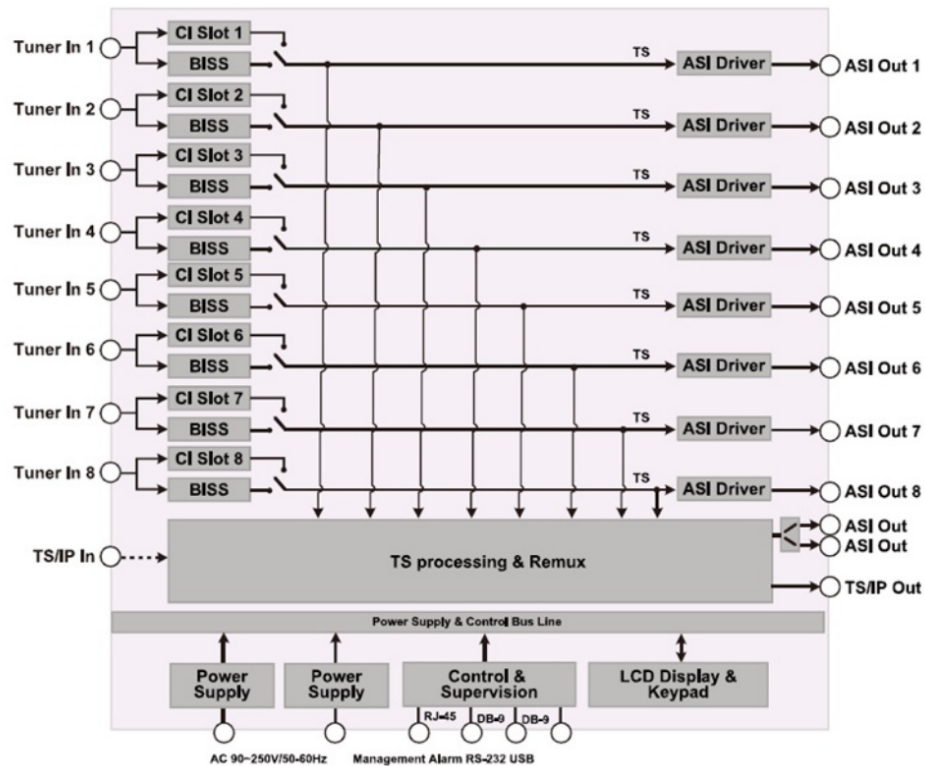 CI Slot 1
Tuner In 1
BISS
TS
ASI Driver
ASI Out 1
CI Slot 2
Tuner In 2
BISS
TS
ASI Driver
ASI Out 2
CI Slot 3
Tuner In 3
BISS
TS
ASI Driver
ASI Out 3
CI Slot 4
Tuner In 4
BISS
TS
ASI Driver
ASI Out 4
CI Slot 5
Tuner In 5
BISS
TS
ASI Driver
ASI Out 5
CI Slot 6
Tuner In 6
BISS
TS
ASI Driver
ASI Out 6
CI Slot 7
Tuner In 7
BISS
TS
ASI Driver
ASI Out 7
CI Slot 8
Tuner In 8
BISS
TS
ASI Driver
ASI Out 8
TS/IP In
TS processing & Remux
ASI Out
ASI Out
TS/IP Out
Power Supply & Control Bus Line
Power
Supply
Power
Supply
Control &
Supervision
LCD Display &
Keypad
RJ-45
DB-9
DB-9
AC 90~250V/50-60Hz
Management Alarm RS-232 USB